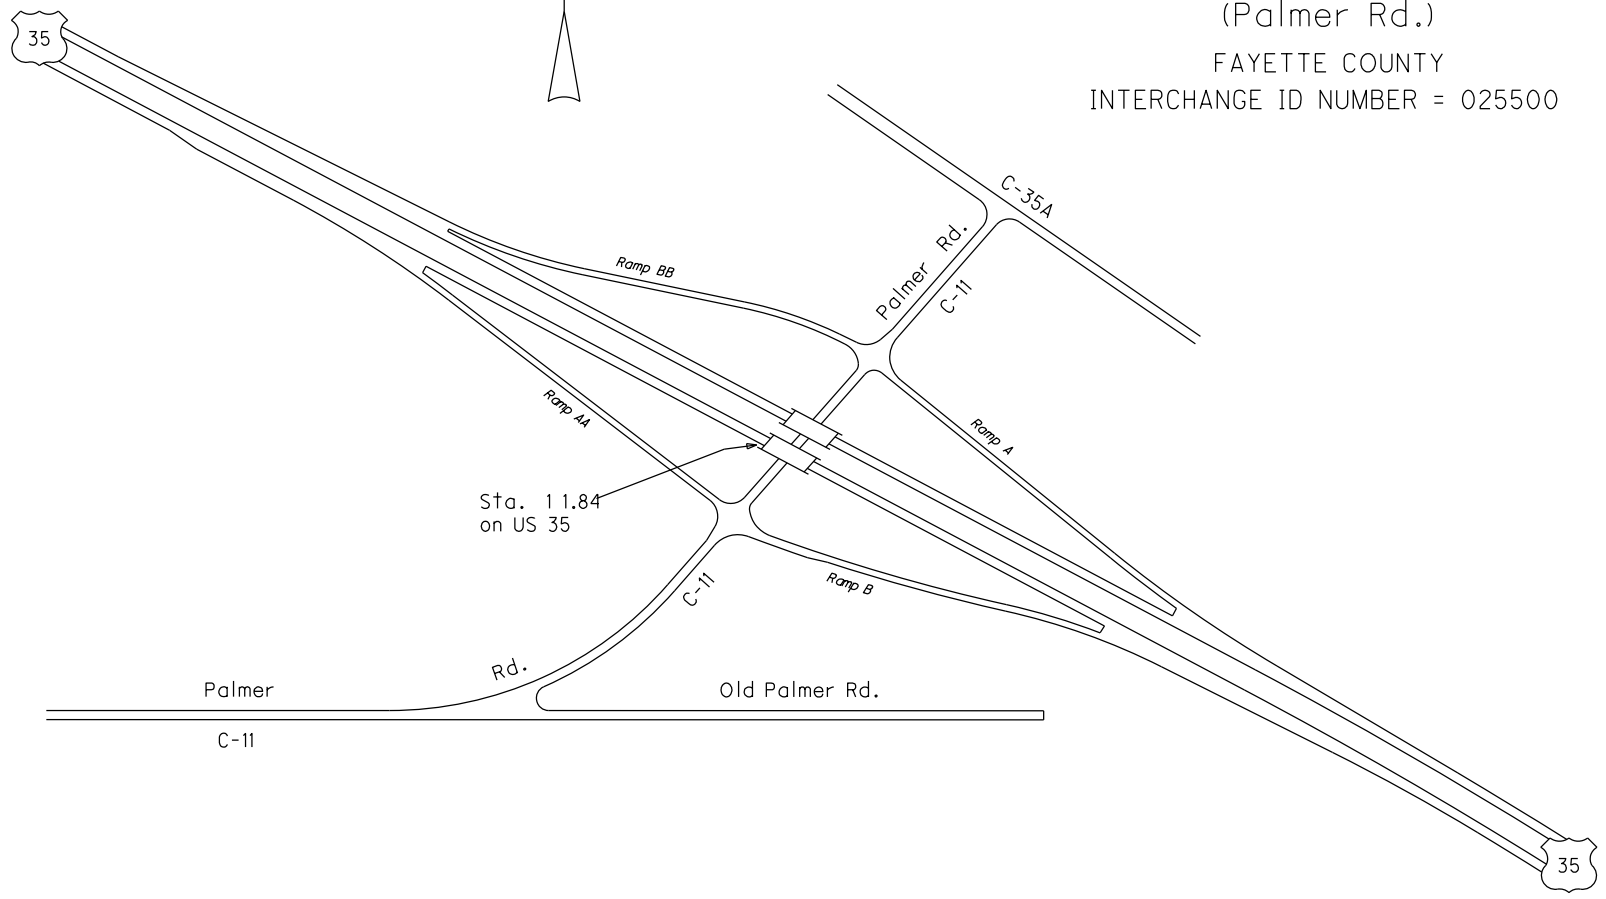 (Palmer Rd.)
FAYETTE COUNTY
INTERCHANGE ID NUMBER = 025500
35
C-35A
Palmer Rd.
C-11
Ramp BB
Ramp AA
Ramp A
Sta. 11.84
on US 35
Ramp B
C-11
Rd.
Palmer
Old Palmer Rd.
C-11
35